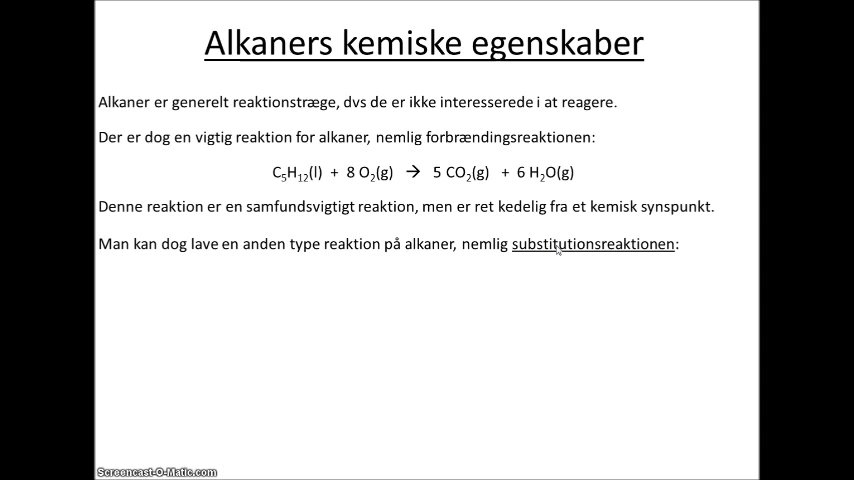 Alkaners kemiske egenskaber
Alkaner er generelt reaktionstræge, dvs de er ikke interesserede i at reagere.
Der er dog en vigtig reaktion for alkaner, nemlig forbrændingsreaktionen:
C₅H₁₂(l) + 8 O₂(g) → 5 CO₂(g) + 6 H₂O(g)
Denne reaktion er en samfundsvigtigt reaktion, men er ret kedelig fra et kemisk synspunkt.
Man kan dog lave en anden type reaktion på alkaner, nemlig substitutionsreaktionen:
Screencast-O-Matic.com